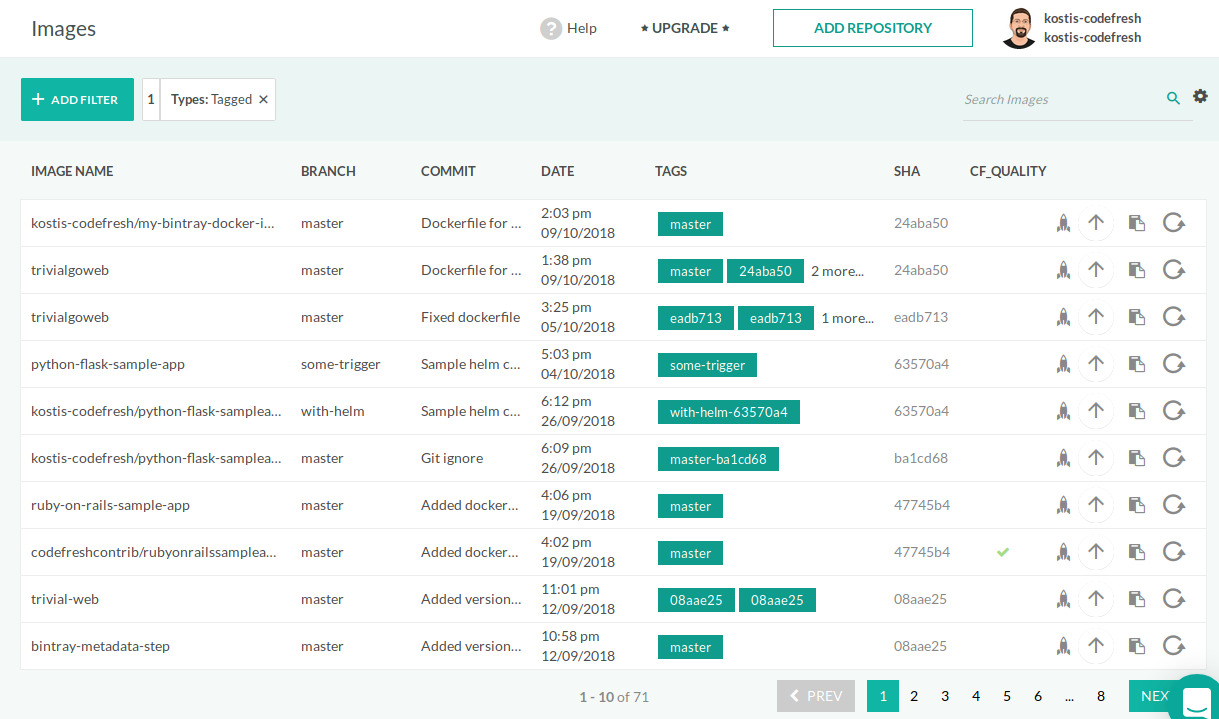 Images
? Help
★ UPGRADE ★
ADD REPOSITORY
kostis-codefresh
kostis-codefresh
+ ADD FILTER
1
Types: Tagged ×
Search Images
IMAGE NAME BRANCH COMMIT DATE TAGS SHA CF_QUALITY
kostis-codefresh/my-bintray-docker-i... master Dockerfile for ... 2:03 pm master 24aba50
09/10/2018
trivialgoweb master Dockerfile for ... 1:38 pm master 24aba50 2 more... 24aba50
09/10/2018
trivialgoweb master Fixed dockerfile 3:25 pm eadb713 eadb713 1 more... eadb713
05/10/2018
python-flask-sample-app some-trigger Sample helm c... 5:03 pm some-trigger 63570a4
04/10/2018
kostis-codefresh/python-flask-samplea... with-helm Sample helm c... 6:12 pm with-helm-63570a4 63570a4
26/09/2018
kostis-codefresh/python-flask-samplea... master Git ignore 6:09 pm master-ba1cd68 ba1cd68
26/09/2018
ruby-on-rails-sample-app master Added docker... 4:06 pm master 47745b4
19/09/2018
codefreshcontrib/rubyonrailssamplea... master Added docker... 4:02 pm master 47745b4
19/09/2018
trivial-web master Added version... 11:01 pm 08aae25 08aae25 08aae25
12/09/2018
bintray-metadata-step master Added version... 10:58 pm master 08aae25
12/09/2018
1 - 10 of 71
PREV 1 2 3 4 5 6 ... 8 NEX